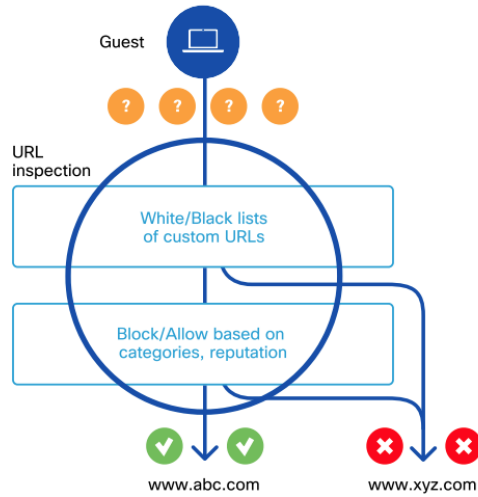 Guest
? ? ? ?
URL
inspection
White/Black lists
of custom URLs
Block/Allow based on
categories, reputation
www.abc.com
www.xyz.com